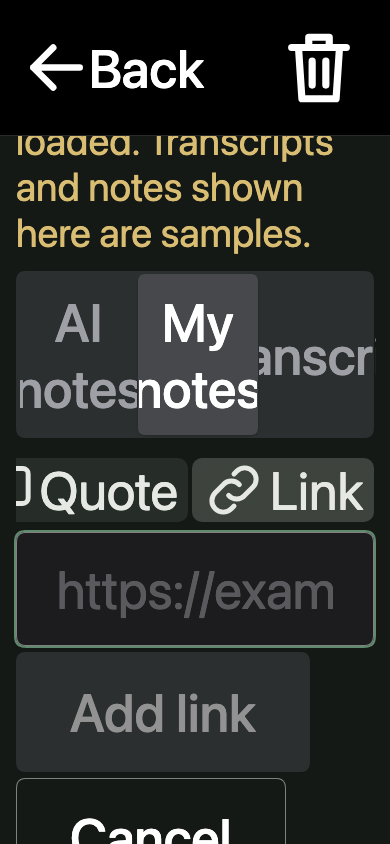 Back
loaded. Transcripts
and notes shown
here are samples.
AI
notes
My
notes
anscr
Quote
Link
https://exam
Add link
Cancel